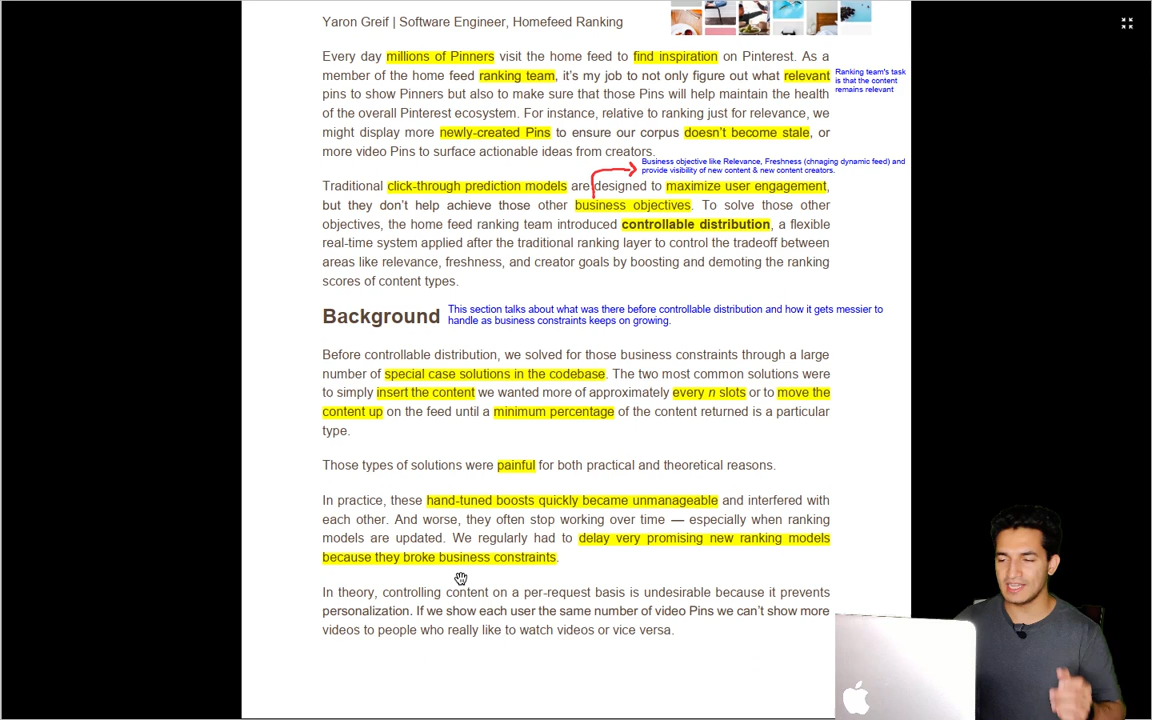 Yaron Greif | Software Engineer, Homefeed Ranking
Every day millions of Pinners visit the home feed to find inspiration on Pinterest. As a
member of the home feed ranking team, it's my job to not only figure out what relevant
pins to show Pinners but also to make sure that those Pins will help maintain the health
of the overall Pinterest ecosystem. For instance, relative to ranking just for relevance, we
might display more newly-created Pins to ensure our corpus doesn't become stale, or
more video Pins to surface actionable ideas from creators.
Ranking team's task
is that the content
remains relevant
Business objective like Relevance, Freshness (chnaging dynamic feed) and
provide visibility of new content & new content creators.
Traditional click-through prediction models are designed to maximize user engagement,
but they don't help achieve those other business objectives. To solve those other
objectives, the home feed ranking team introduced controllable distribution, a flexible
real-time system applied after the traditional ranking layer to control the tradeoff between
areas like relevance, freshness, and creator goals by boosting and demoting the ranking
scores of content types.
Background
This section talks about what was there before controllable distribution and how it gets messier to
handle as business constraints keeps on growing.
Before controllable distribution, we solved for those business constraints through a large
number of special case solutions in the codebase. The two most common solutions were
to simply insert the content we wanted more of approximately every n slots or to move the
content up on the feed until a minimum percentage of the content returned is a particular
type.
Those types of solutions were painful for both practical and theoretical reasons.
In practice, these hand-tuned boosts quickly became unmanageable and interfered with
each other. And worse, they often stop working over time — especially when ranking
models are updated. We regularly had to delay very promising new ranking models
because they broke business constraints.
In theory, controlling content on a per-request basis is undesirable because it prevents
personalization. If we show each user the same number of video Pins we can't show more
videos to people who really like to watch videos or vice versa.